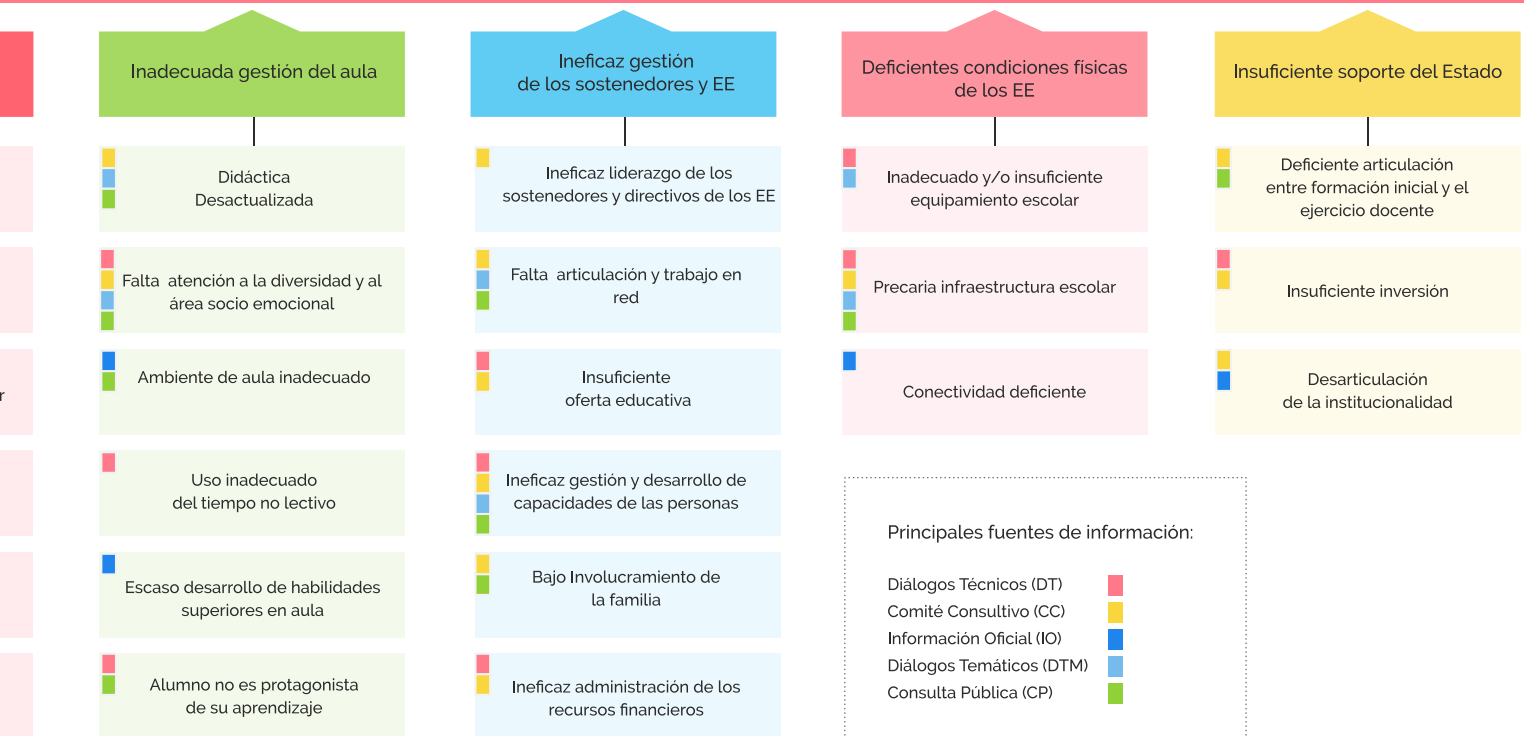 Inadecuada gestión del aula
Didáctica
Desactualizada
Falta atención a la diversidad y al
área socio emocional
Ambiente de aula inadecuado
Uso inadecuado
del tiempo no lectivo
Escaso desarrollo de habilidades
superiores en aula
Alumno no es protagonista
de su aprendizaje
Ineficaz gestión
de los sostenedores y EE
Ineficaz liderazgo de los
sostenedores y directivos de los EE
Falta articulación y trabajo en
red
Insuficiente
oferta educativa
Ineficaz gestión y desarrollo de
capacidades de las personas
Bajo Involucramiento de
la familia
Ineficaz administración de los
recursos financieros
Deficientes condiciones físicas
de los EE
Inadecuado y/o insuficiente
equipamiento escolar
Precaria infraestructura escolar
Conectividad deficiente
Insuficiente soporte del Estado
Deficiente articulación
entre formación inicial y el
ejercicio docente
Insuficiente inversión
Desarticulación
de la institucionalidad
Principales fuentes de información:
Diálogos Técnicos (DT)
Comité Consultivo (CC)
Información Oficial (IO)
Diálogos Temáticos (DTM)
Consulta Pública (CP)